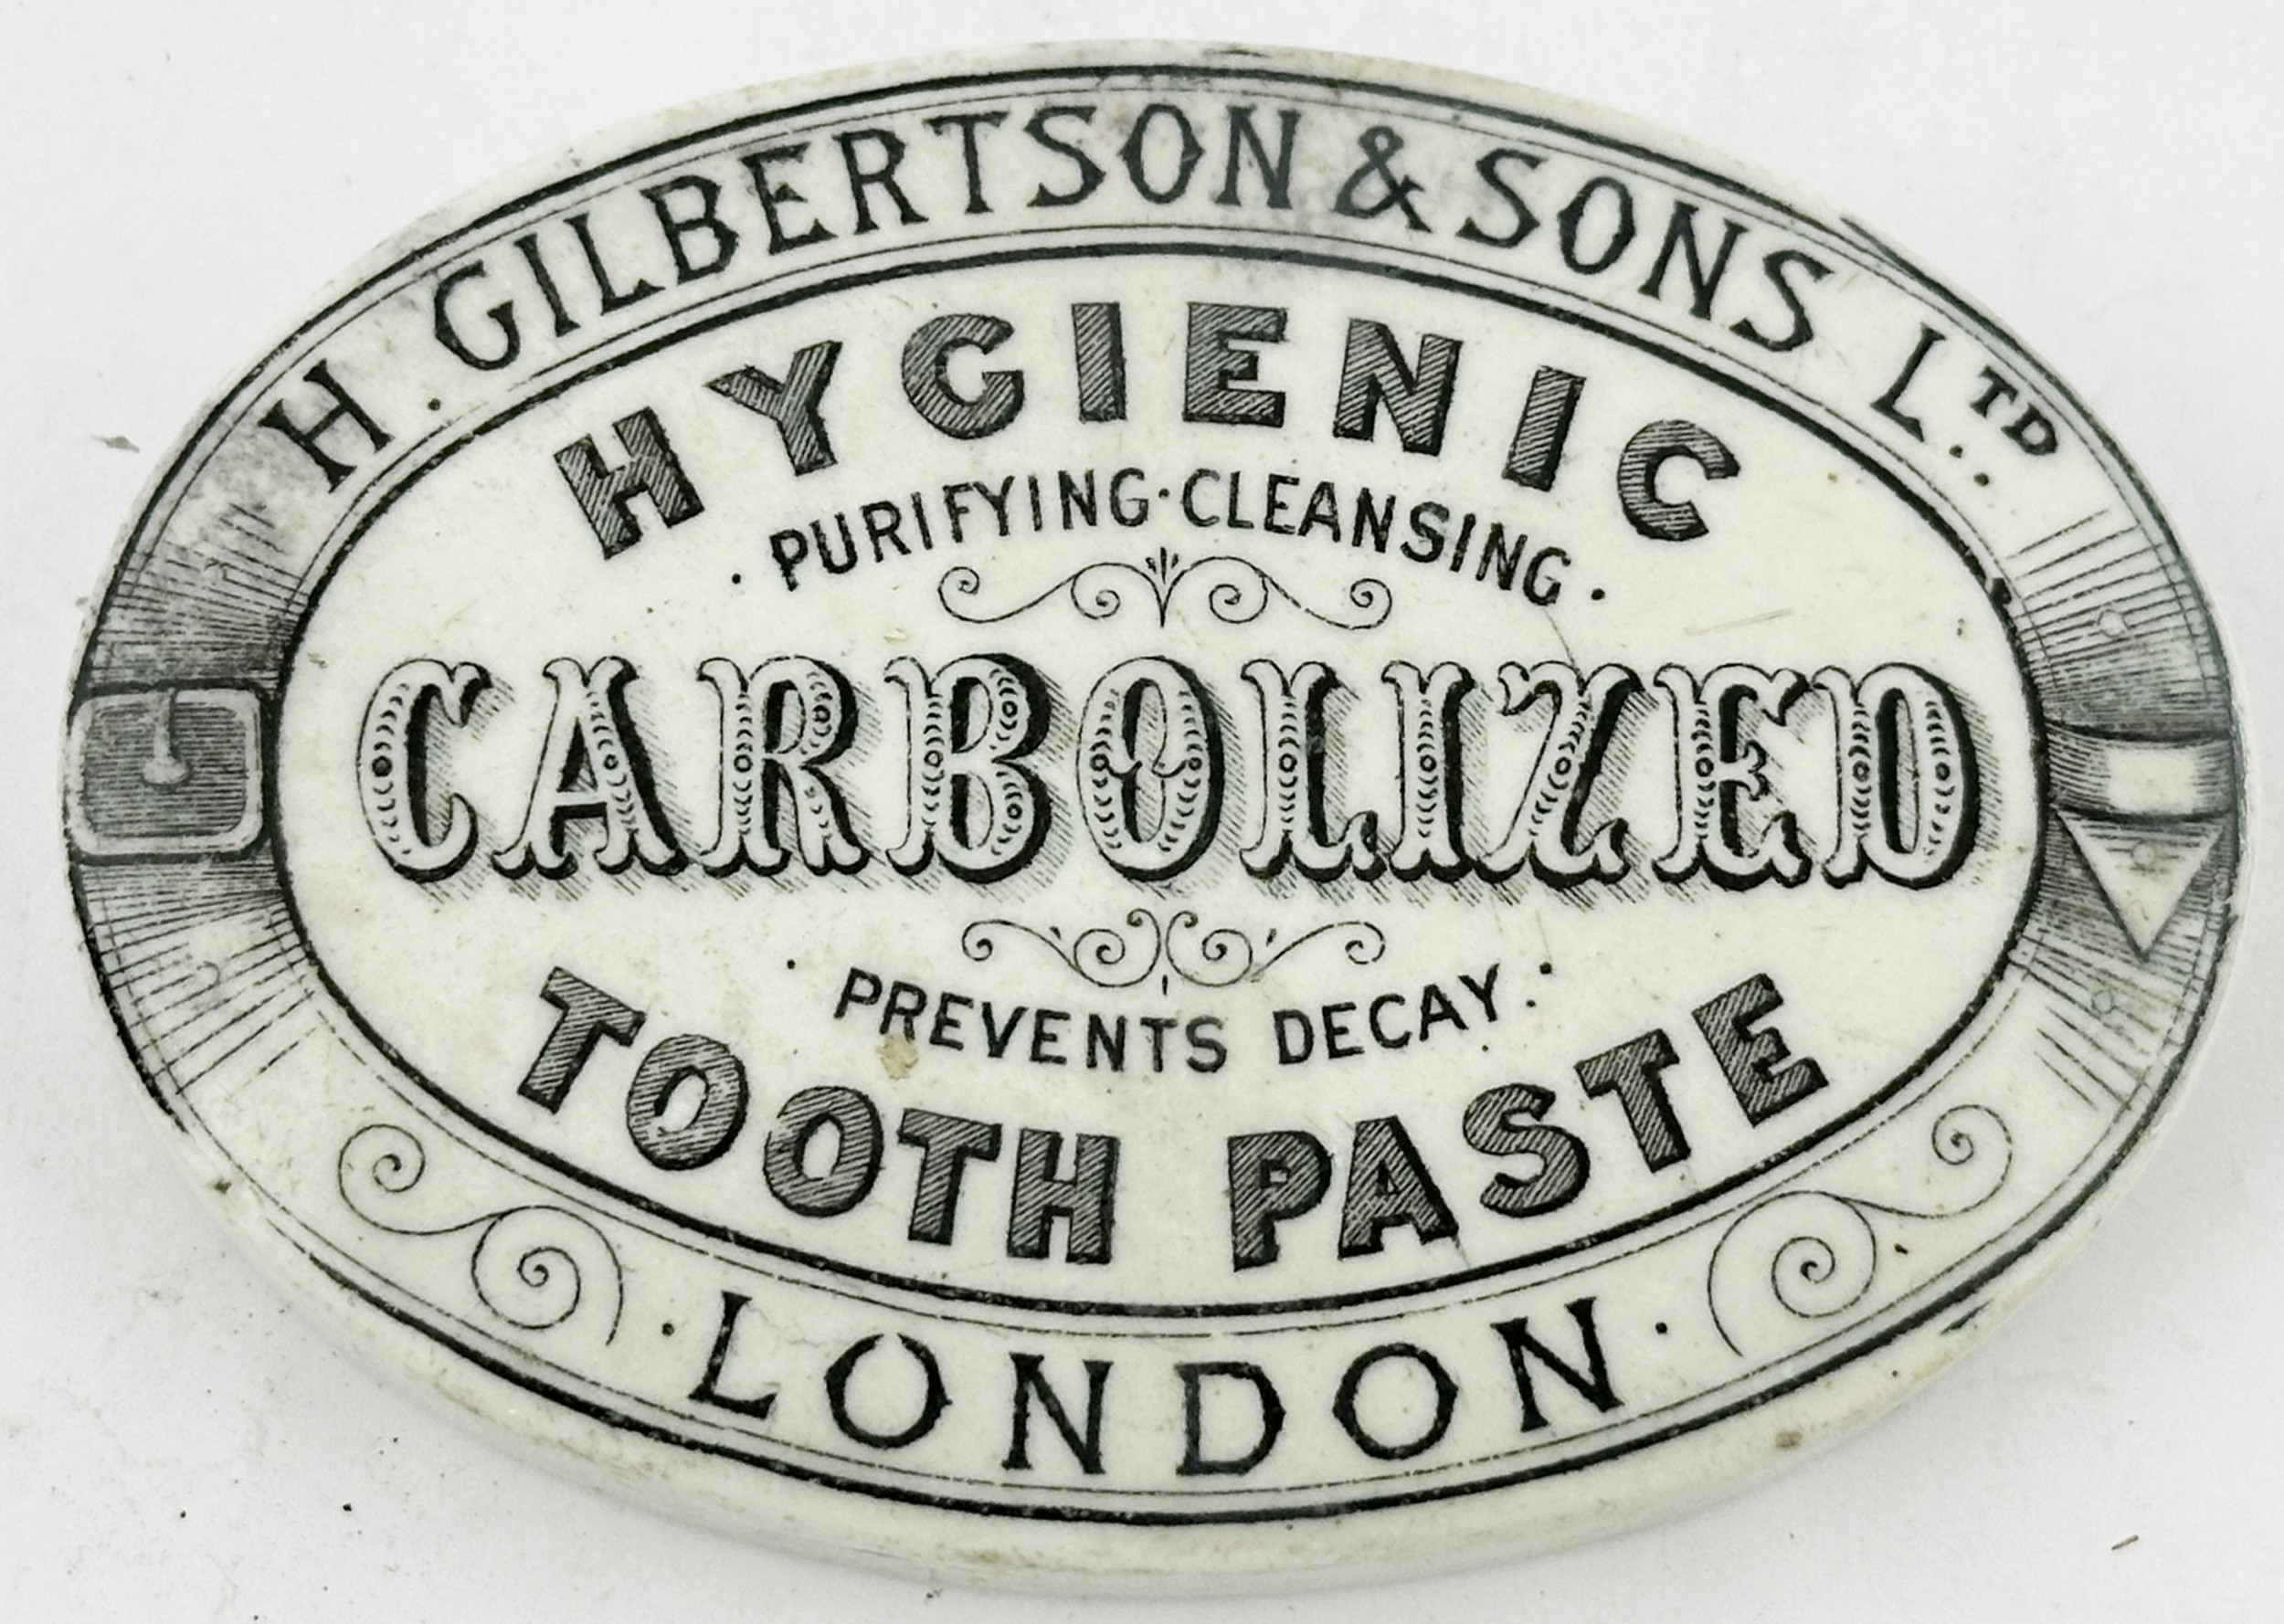 H. GILBERTSON & SONS LTD
HYGIENIC
· PURIFYING · CLEANSING ·
CARBOLIZED
· PREVENTS DECAY. ·
TOOTH PASTE
· LONDON ·